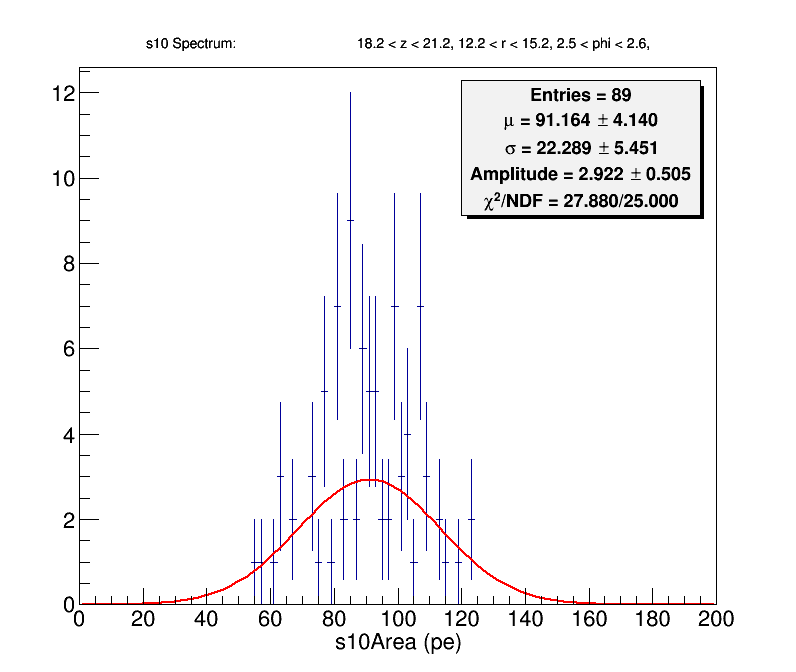 s10 Spectrum: 18.2 < z < 21.2, 12.2 < r < 15.2, 2.5 < phi < 2.6,
Entries = 89
μ = 91.164 ± 4.140
σ = 22.289 ± 5.451
Amplitude = 2.922 ± 0.505
χ²/NDF = 27.880/25.000
12
10
8
6
4
2
0
0 20 40 60 80 100 120 140 160 180 200
s10Area (pe)